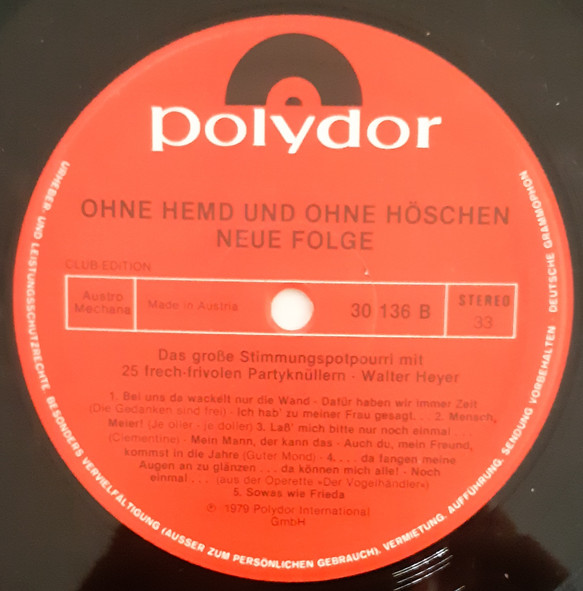 polydor
OHNE HEMD UND OHNE HÖSCHEN
NEUE FOLGE
CLUB-EDITION
Austro
Mechana
Made in Austria
30 136 B
STEREO
33
Das große Stimmungspotpourri mit
25 frech-frivolen Partyknüllern - Walter Heyer
1. Bei uns da wackelt nur die Wand - Dafür haben wir immer Zeit
(Die Gedanken sind frei) - Ich hab' zu meiner Frau gesagt... 2. Mensch,
Meier! (Je oller - je doller) 3. Laß' mich bitte nur noch einmal ...
(Clementine) - Mein Mann, der kann das - Auch du, mein Freund,
kommst in die Jahre (Guter Mond) - 4. ... da fangen meine
Augen an zu glänzen ... da können mich alle! - Noch
einmal ... (aus der Operette »Der Vogelhändler«)
5. Sowas wie Frieda
℗ 1979 Polydor International
GmbH
URHEBER UND LEISTUNGSSCHUTZRECHTE BESONDERS VERVIELFÄLTIGUNG (AUSSER ZUM PERSÖNLICHEN GEBRAUCH), VERMIETUNG, AUFFÜHRUNG, SENDUNG VORBEHALTEN DEUTSCHE GRAMMOPHON